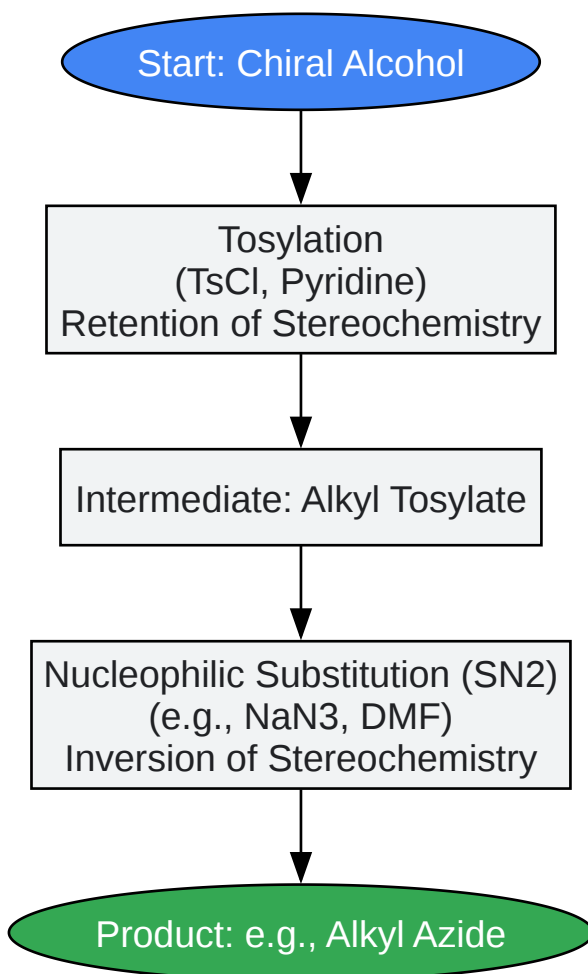 Start: Chiral Alcohol
Tosylation
(TsCl, Pyridine)
Retention of Stereochemistry
Intermediate: Alkyl Tosylate
Nucleophilic Substitution (SN2)
(e.g., NaN3, DMF)
Inversion of Stereochemistry
Product: e.g., Alkyl Azide